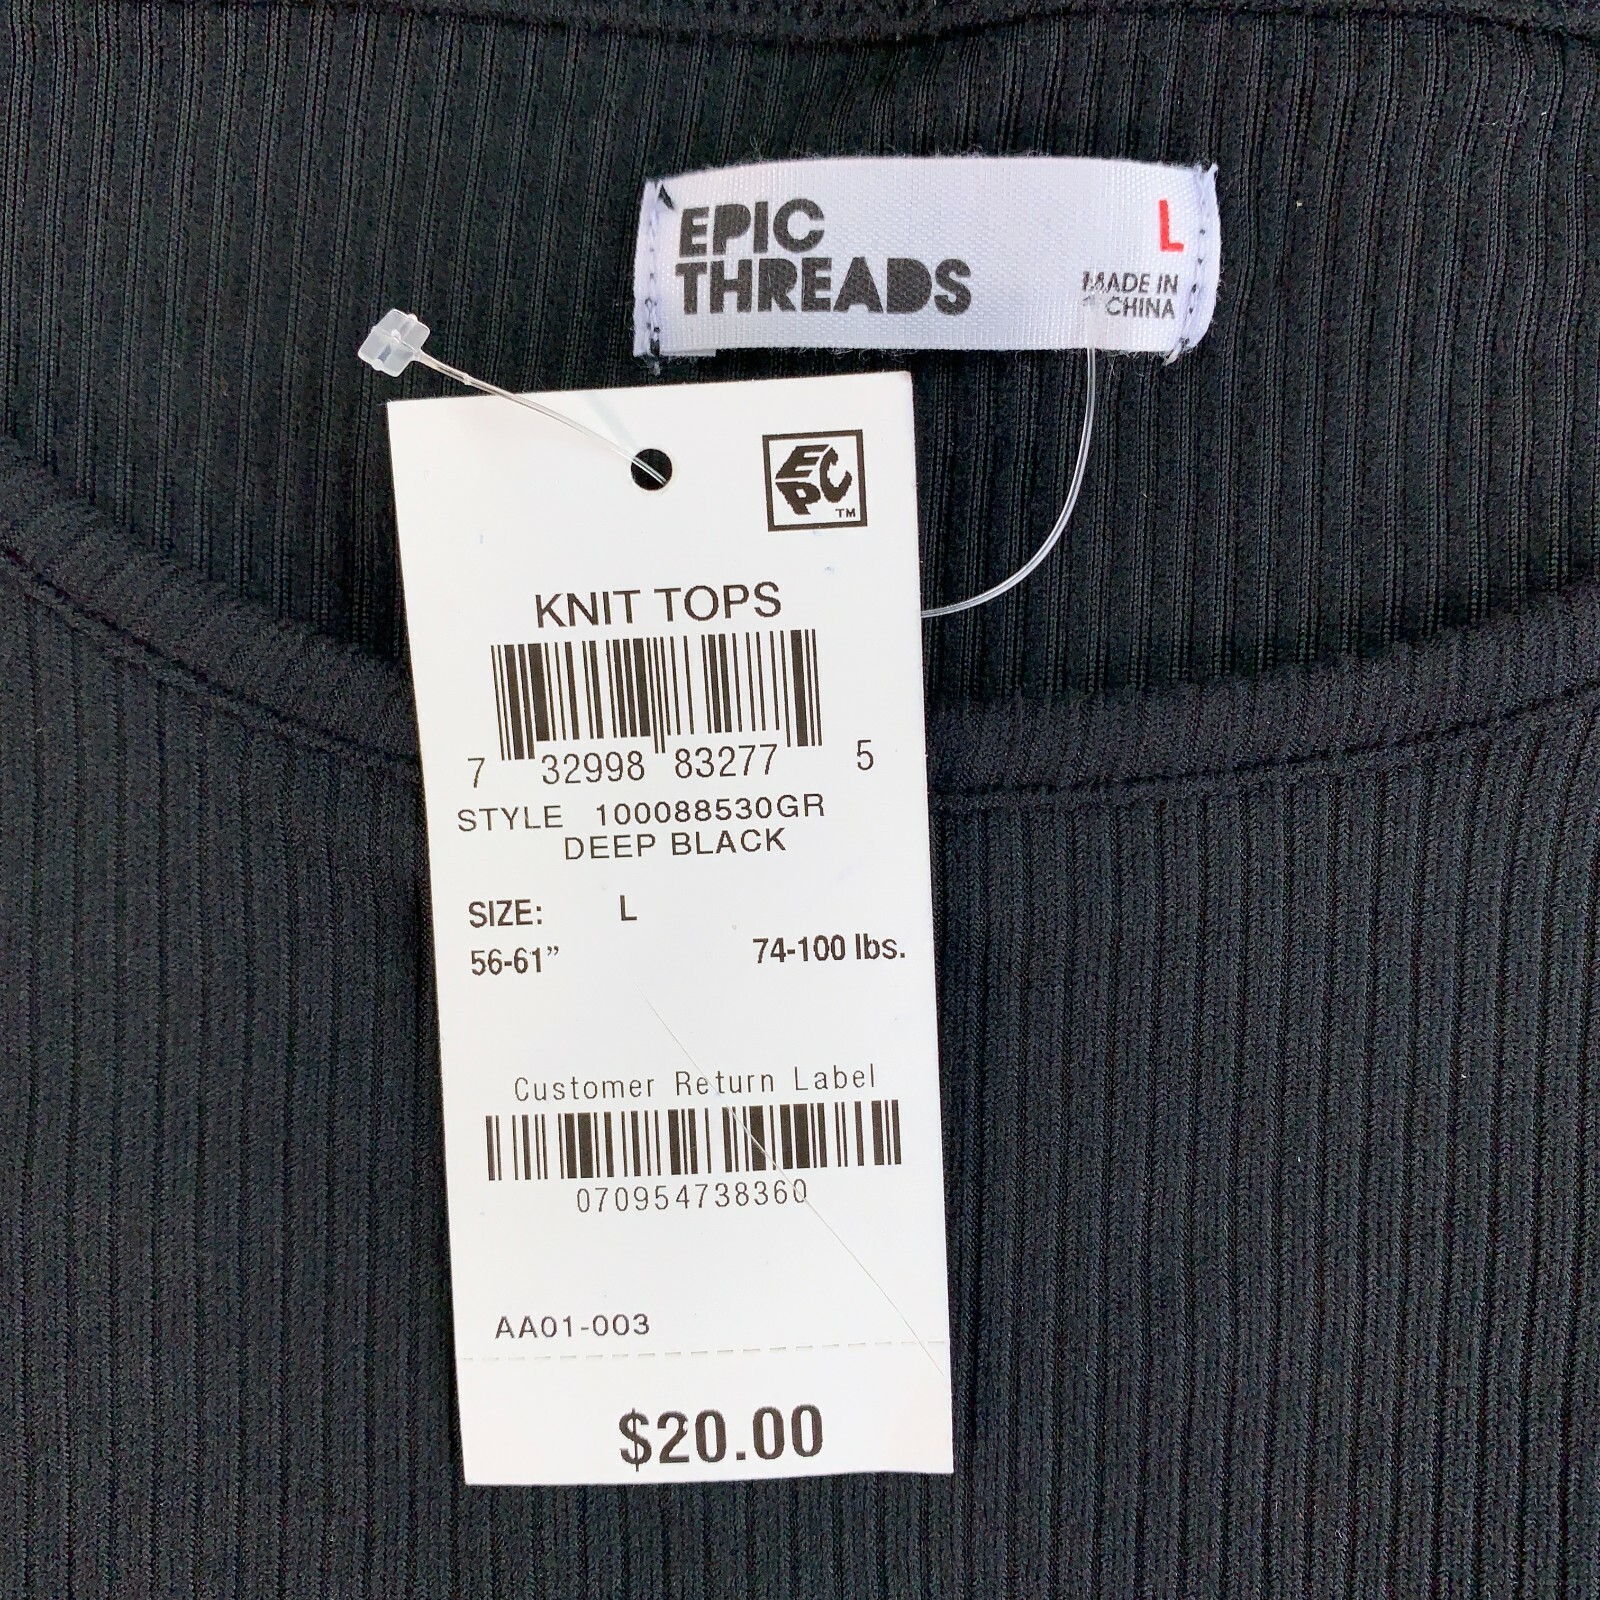 EPIC
THREADS
L
MADE IN
CHINA
EPC
TM
KNIT TOPS
7 32998 83277 5
STYLE 100088530GR
DEEP BLACK
SIZE: L
56-61” 74-100 lbs.
Customer Return Label
070954738360
AA01-003
$20.00